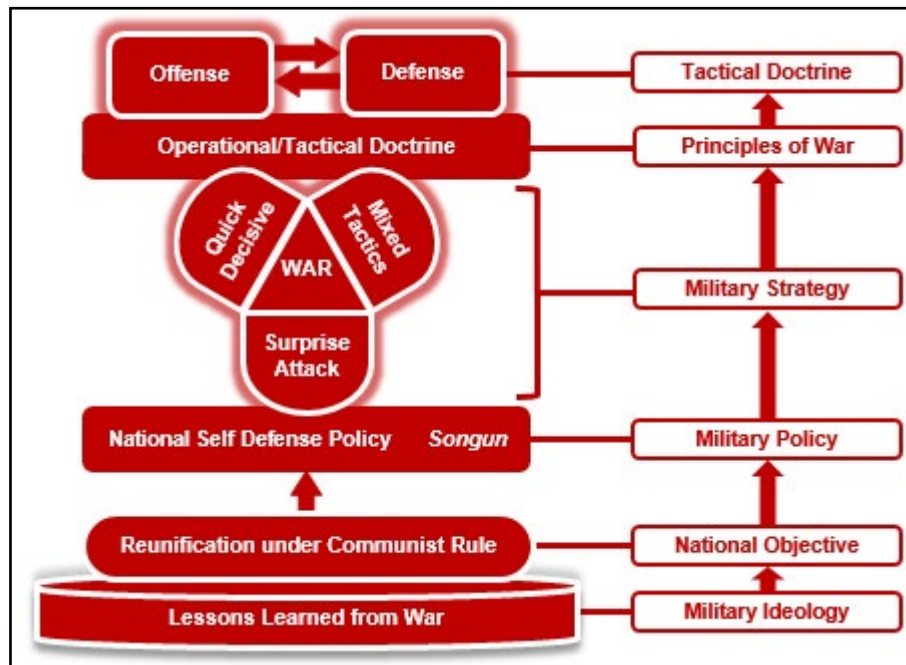 Offense
Defense
Tactical Doctrine
Operational/Tactical Doctrine
Principles of War
Quick
Decisive
Mixed
Tactics
WAR
Military Strategy
Surprise
Attack
National Self Defense Policy Songun
Military Policy
Reunification under Communist Rule
National Objective
Lessons Learned from War
Military Ideology